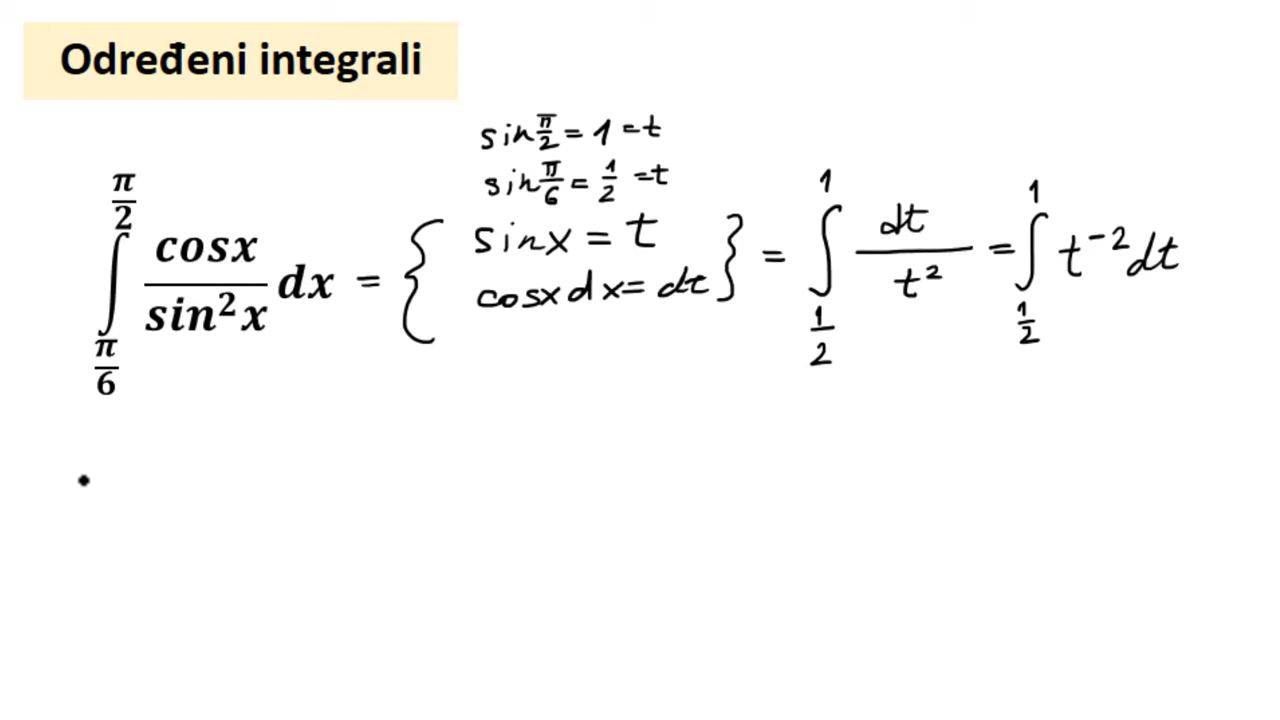 Određeni integrali
sin π/2 = 1 = t
sin π/6 = 1/2 = t
∫_{π/6}^{π/2} cosx/sin²x dx = { sinx = t
cosx dx = dt } = ∫_{1/2}^{1} dt/t² = ∫_{1/2}^{1} t⁻² dt